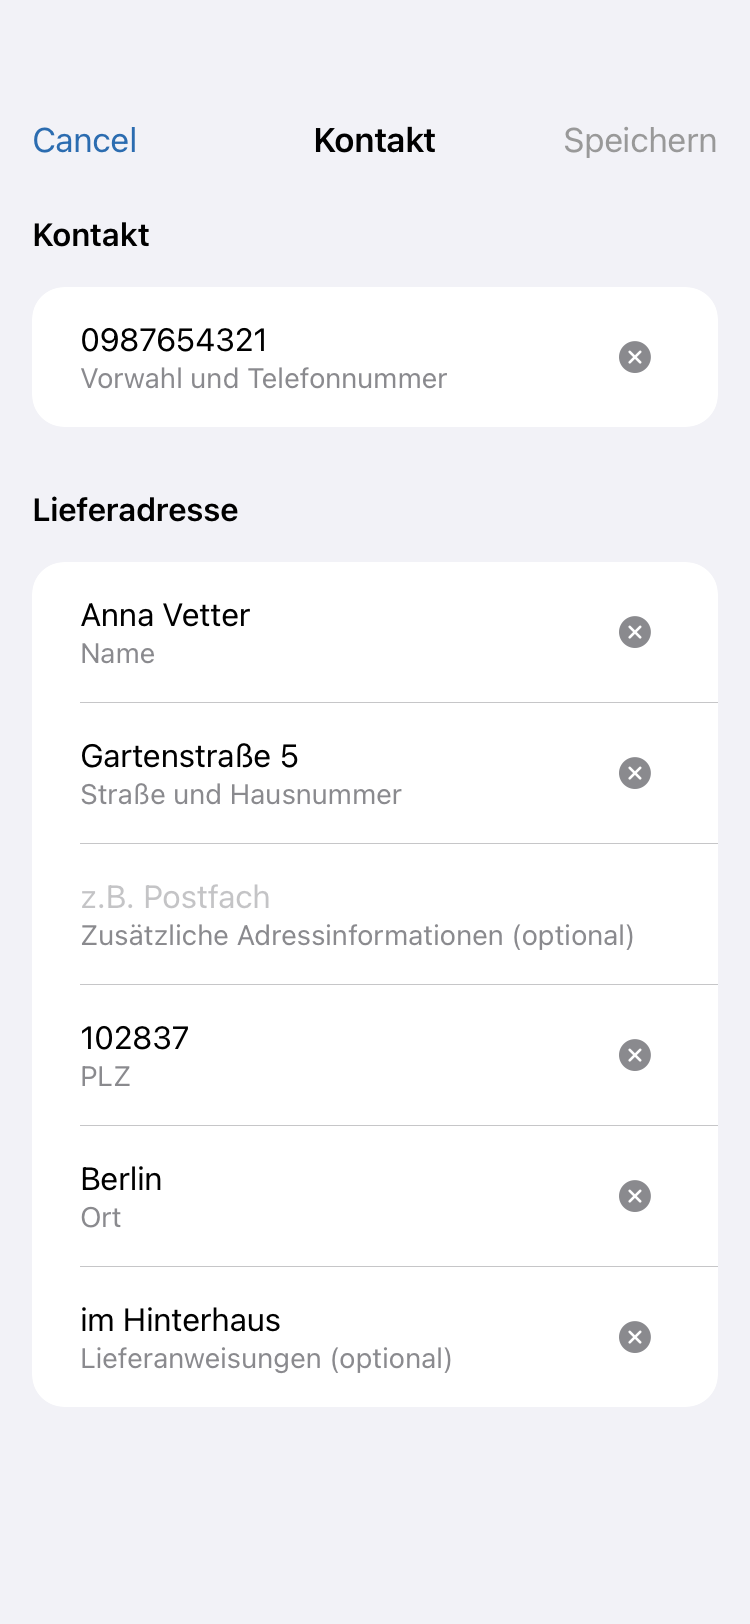 Cancel
Kontakt
Speichern
Kontakt
0987654321
Vorwahl und Telefonnummer
Lieferadresse
Anna Vetter
Name
Gartenstraße 5
Straße und Hausnummer
z.B. Postfach
Zusätzliche Adressinformationen (optional)
102837
PLZ
Berlin
Ort
im Hinterhaus
Lieferanweisungen (optional)